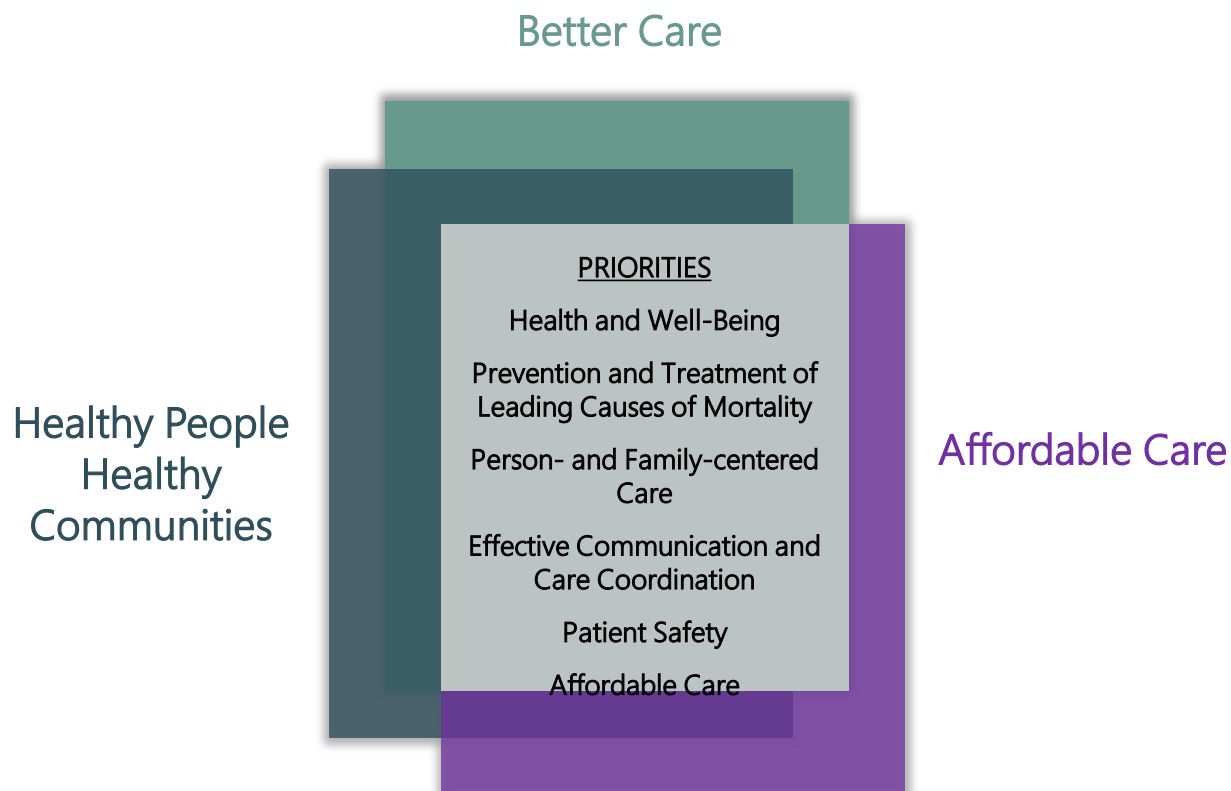 Better Care
PRIORITIES
Health and Well-Being
Prevention and Treatment of
Leading Causes of Mortality
Person- and Family-centered
Care
Effective Communication and
Care Coordination
Patient Safety
Affordable Care
Healthy People
Healthy
Communities
Affordable Care